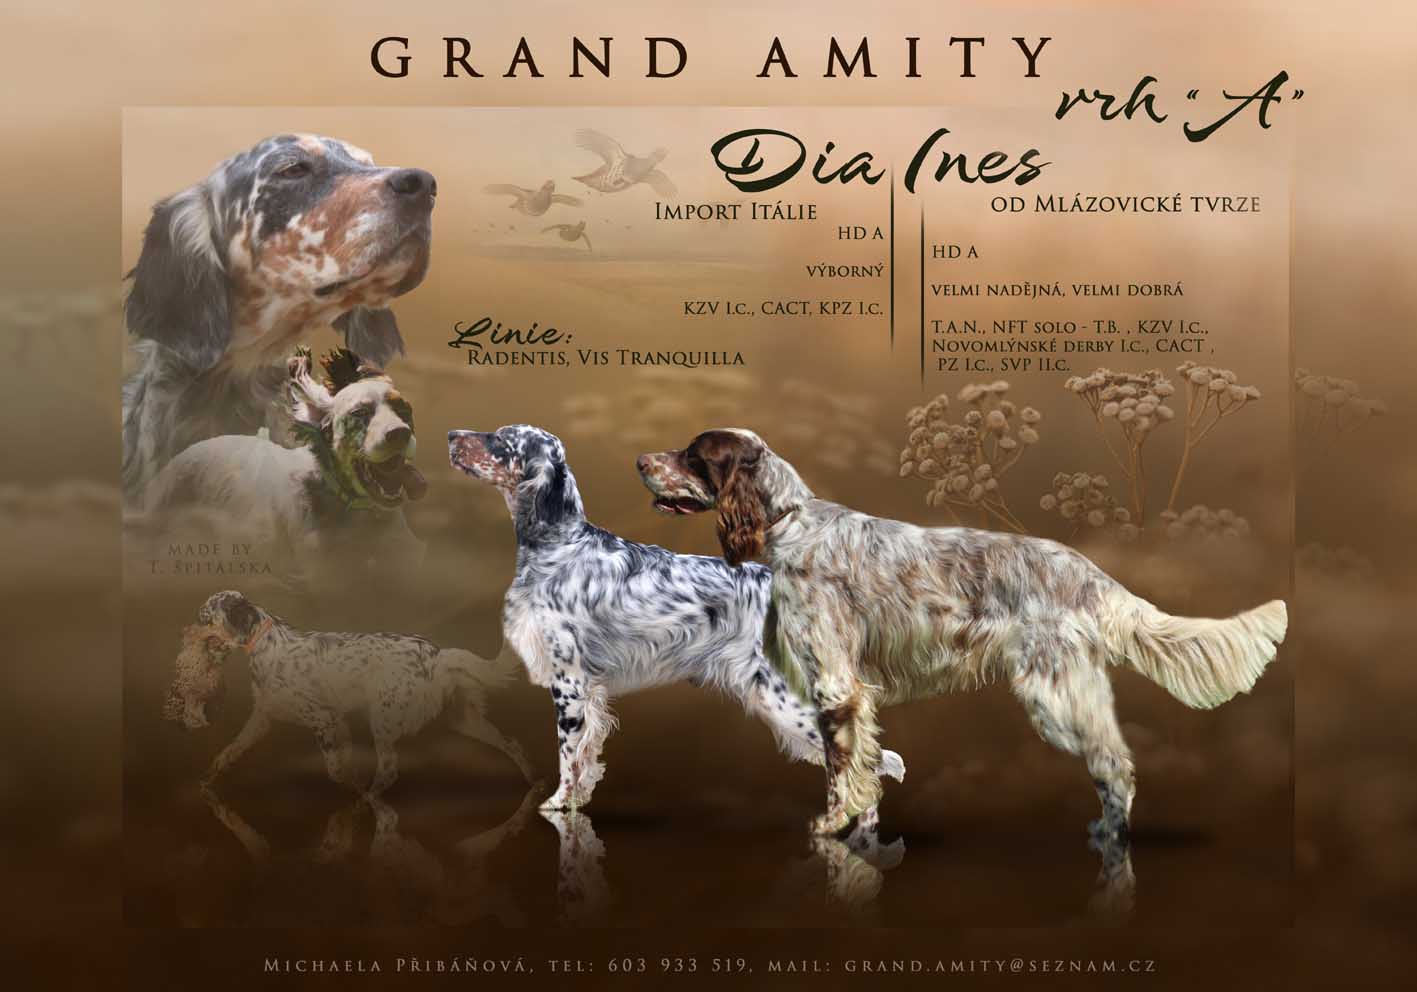 GRAND AMITY
vrh "A"
Dia
Ines
IMPORT ITÁLIE
OD MLÁZOVICKÉ TVRZE
HD A
VÝBORNÝ
KZV I.C., CACT, KPZ I.C.
HD A
VELMI NADĚJNÁ, VELMI DOBRÁ
T.A.N., NFT SOLO - T.B. , KZV I.C.,
NOVOMLÝNSKÉ DERBY I.C., CACT ,
PZ I.C., SVP II.C.
Linie:
RADENTIS, VIS TRANQUILLA
MADE BY
T. ŠPITÁLSKÁ
MICHAELA PŘIBÁŇOVÁ, TEL: 603 933 519, MAIL: GRAND.AMITY@SEZNAM.CZ